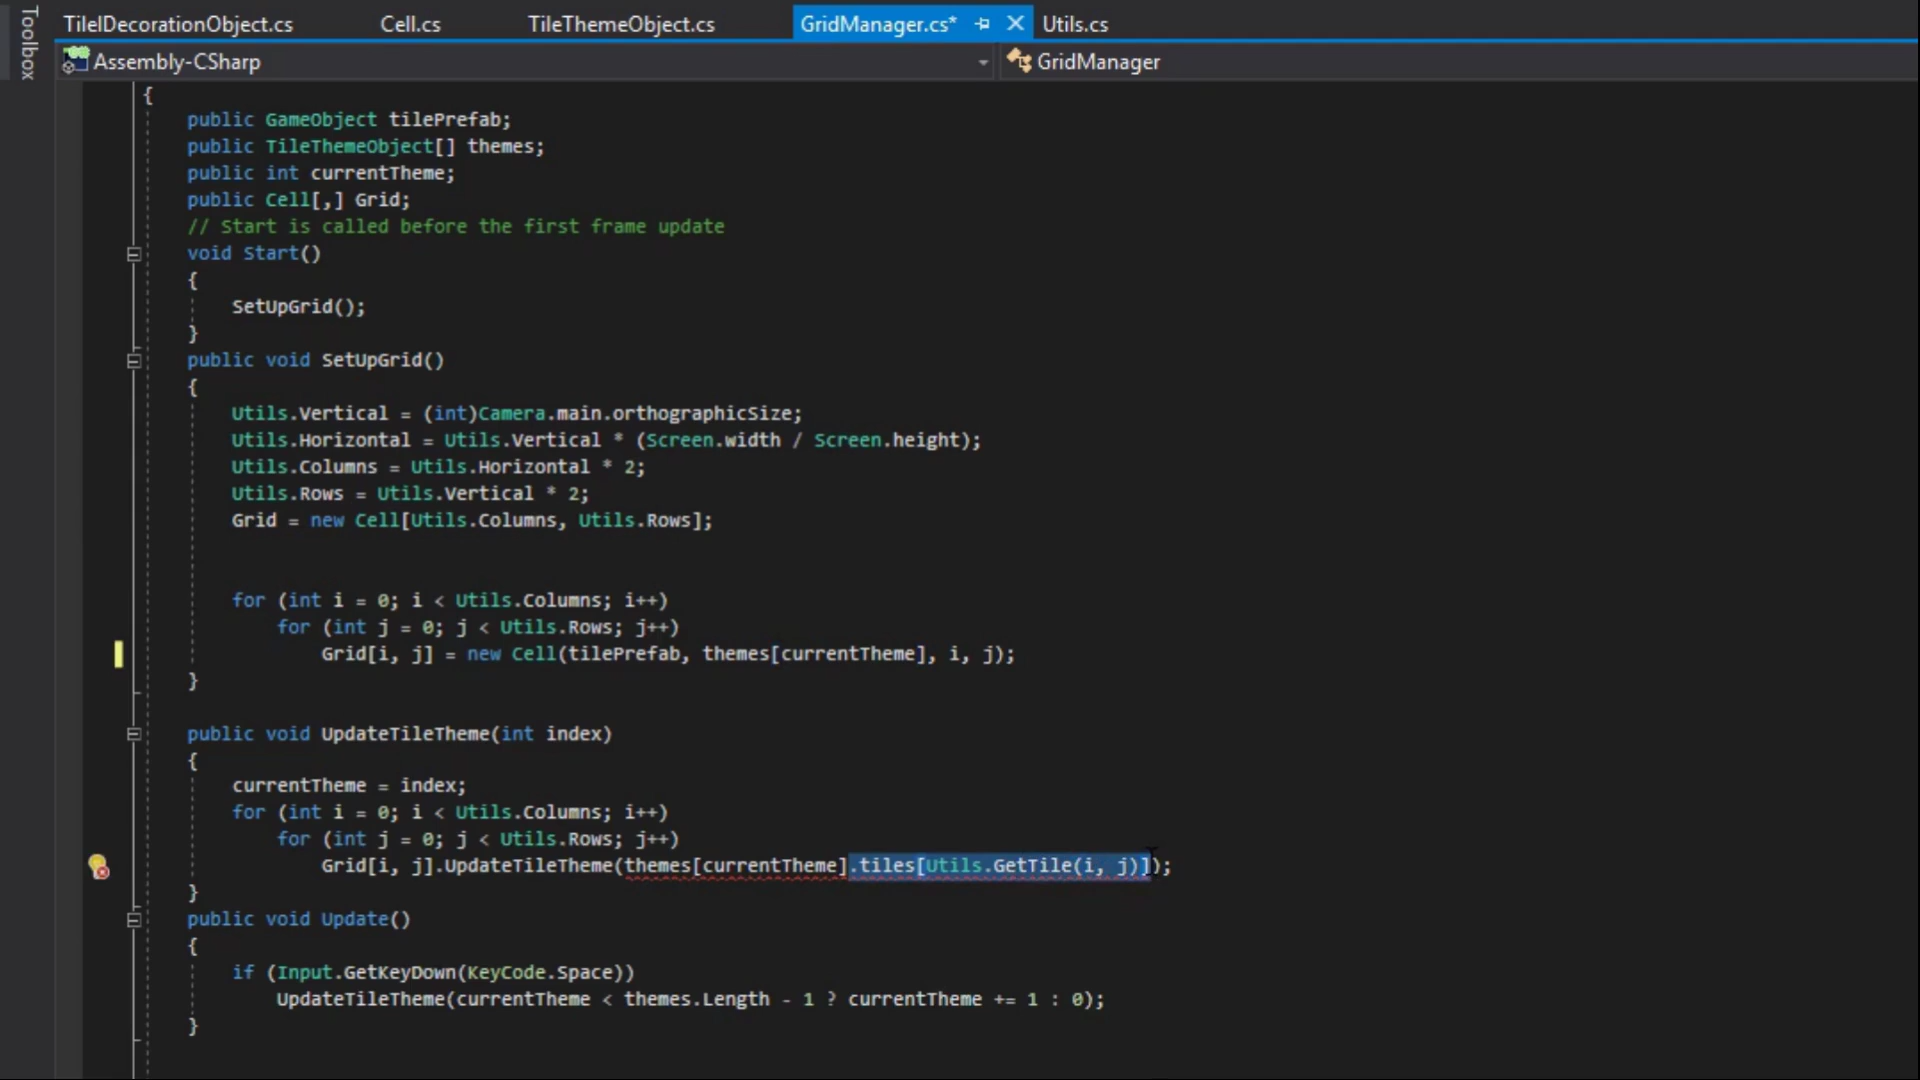 Toolbox
TilelDecorationObject.cs Cell.cs TileThemeObject.cs GridManager.cs* Utils.cs
Assembly-CSharp GridManager
{
public GameObject tilePrefab;
public TileThemeObject[] themes;
public int currentTheme;
public Cell[,] Grid;
// Start is called before the first frame update
void Start()
{
SetUpGrid();
}
public void SetUpGrid()
{
Utils.Vertical = (int)Camera.main.orthographicSize;
Utils.Horizontal = Utils.Vertical * (Screen.width / Screen.height);
Utils.Columns = Utils.Horizontal * 2;
Utils.Rows = Utils.Vertical * 2;
Grid = new Cell[Utils.Columns, Utils.Rows];
for (int i = 0; i < Utils.Columns; i++)
for (int j = 0; j < Utils.Rows; j++)
Grid[i, j] = new Cell(tilePrefab, themes[currentTheme], i, j);
}
public void UpdateTileTheme(int index)
{
currentTheme = index;
for (int i = 0; i < Utils.Columns; i++)
for (int j = 0; j < Utils.Rows; j++)
Grid[i, j].UpdateTileTheme(themes[currentTheme].tiles[Utils.GetTile(i, j)]);
}
public void Update()
{
if (Input.GetKeyDown(KeyCode.Space))
UpdateTileTheme(currentTheme < themes.Length - 1 ? currentTheme += 1 : 0);
}